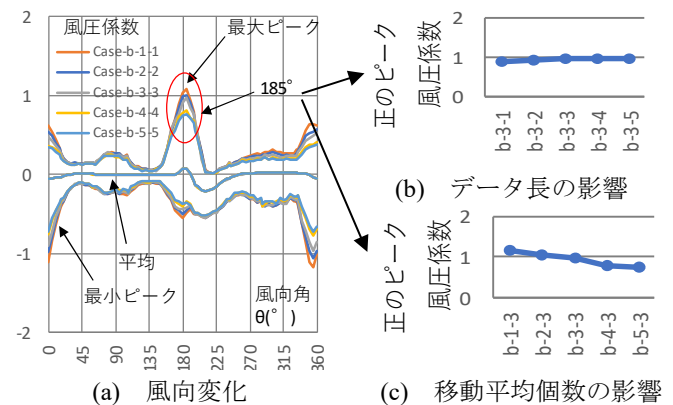 風圧係数
最大ピーク
Case-b-1-1
Case-b-2-2
Case-b-3-3
Case-b-4-4
Case-b-5-5
185°
平均
最小ピーク
風向角
θ(°)
2
1
0
-1
-2
0
45
90
135
180
225
270
315
360
(a) 風向変化
正のピーク
風圧係数
2
1
0
b-3-1
b-3-2
b-3-3
b-3-4
b-3-5
(b) データ長の影響
正のピーク
風圧係数
2
1
0
b-1-3
b-2-3
b-3-3
b-4-3
b-5-3
(c) 移動平均個数の影響